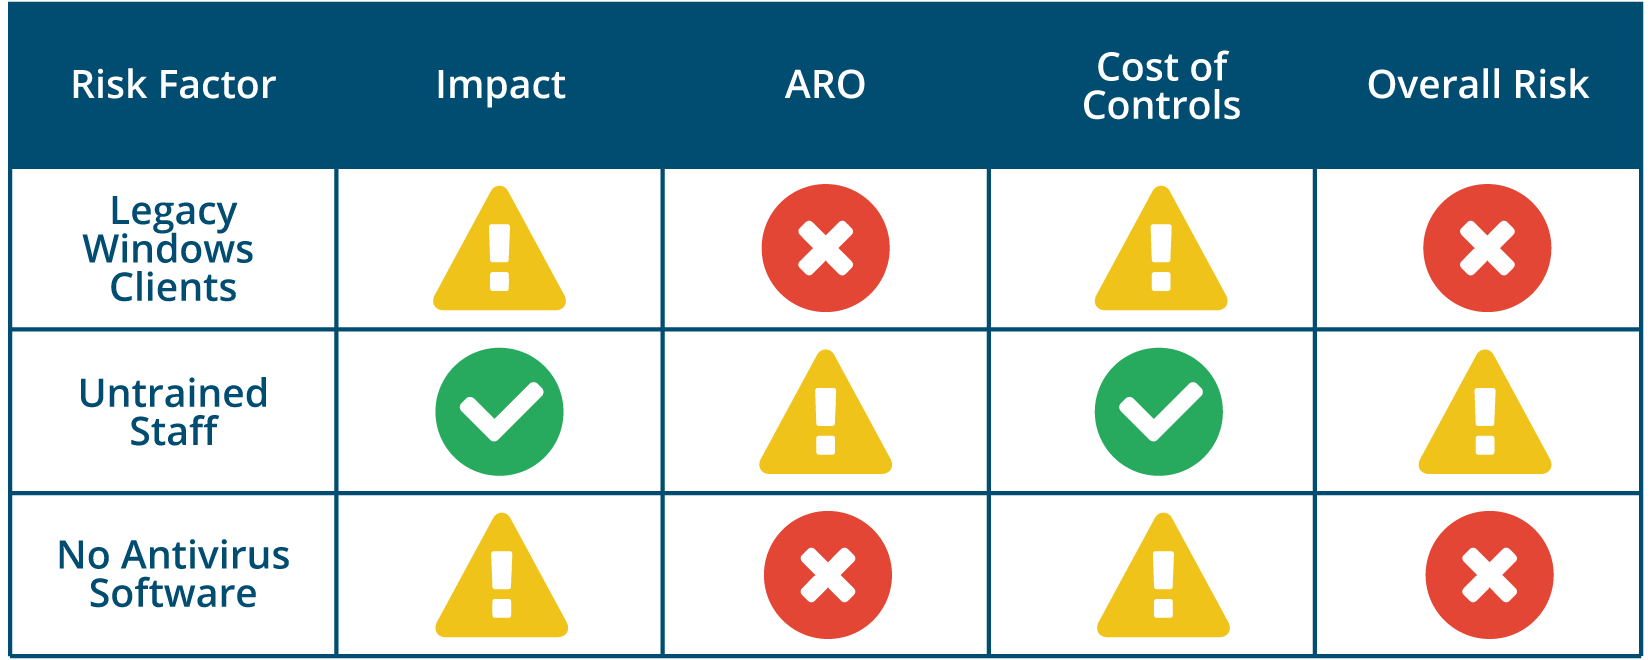 Risk Factor
Impact
ARO
Cost of
Controls
Overall Risk
Legacy
Windows
Clients
Untrained
Staff
No Antivirus
Software